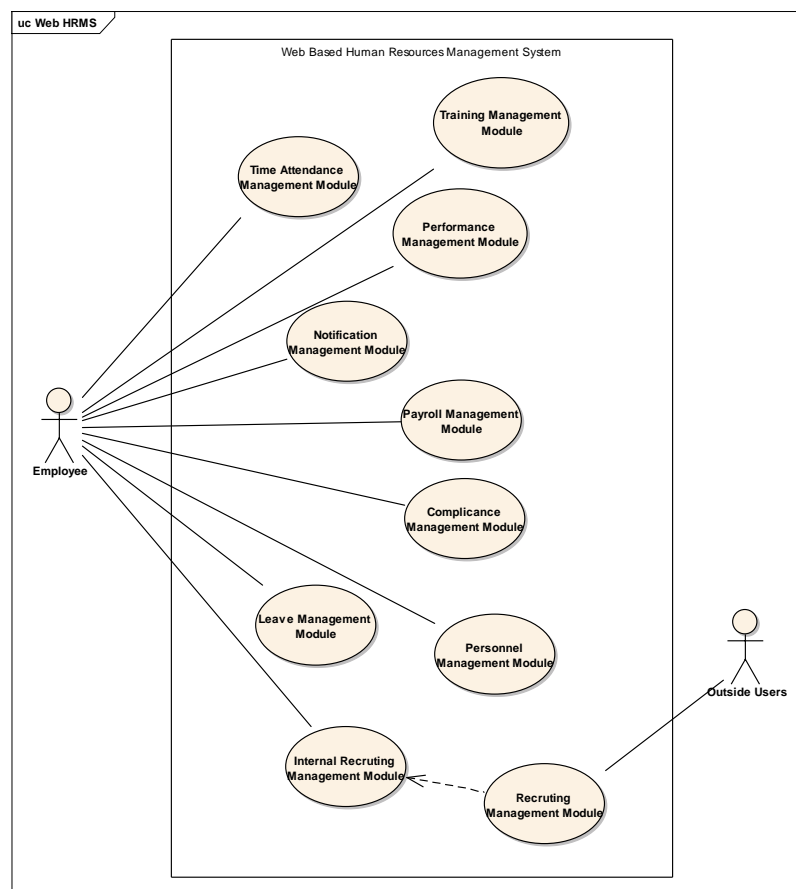 uc Web HRMS
Web Based Human Resources Management System
Training Management
Module
Time Attendance
Management Module
Performance
Management Module
Notification
Management Module
Payroll Management
Module
Employee
Complicance
Management Module
Leave Management
Module
Personnel
Management Module
Outside Users
Internal Recruting
Management Module
Recruting
Management Module